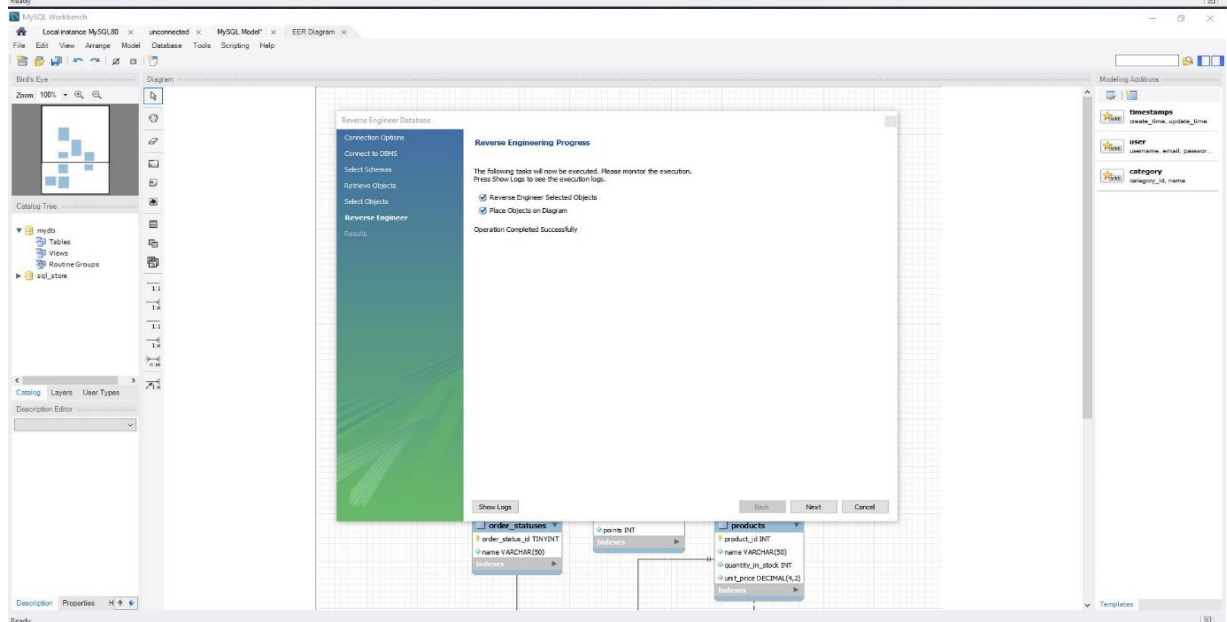 Ready
MySQL Workbench
Local instance MySQL80 × unconnected × MySQL Model* × EER Diagram ×
File Edit View Arrange Model Database Tools Scripting Help
Bird's Eye
Diagram
Modeling Additions
Zoom: 100%
timestamps
create_time, update_time
user
username, email, passwor...
category
category_id, name
Catalog Tree
mydb
Tables
Views
Routine Groups
sql_store
1:1
1:n
1:1
1:n
n:m
1:n
Catalog Layers User Types
Description Editor
Reverse Engineer Database
Connection Options
Connect to DBMS
Select Schemas
Retrieve Objects
Select Objects
Reverse Engineer
Results
Reverse Engineering Progress
The following tasks will now be executed. Please monitor the execution.
Press Show Logs to see the execution logs.
Reverse Engineer Selected Objects
Place Objects on Diagram
Operation Completed Successfully
Show Logs
Back Next Cancel
order_statuses
order_status_id TINYINT
name VARCHAR(50)
Indexes
points INT
Indexes
products
product_id INT
name VARCHAR(50)
quantity_in_stock INT
unit_price DECIMAL(4,2)
Indexes
Description Properties H
Templates
Ready